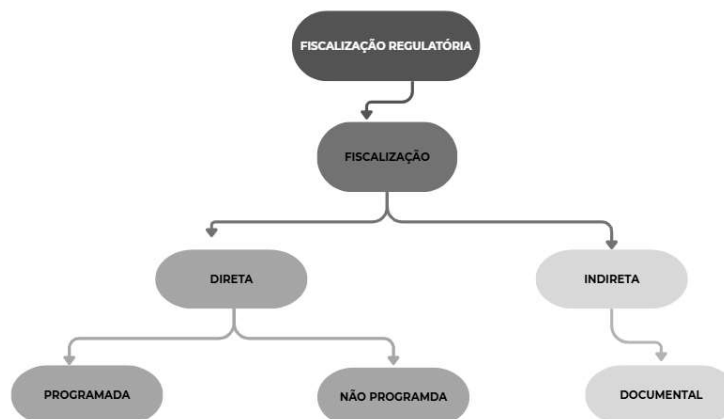 FISCALIZAÇÃO REGULATÓRIA
FISCALIZAÇÃO
DIRETA
INDIRETA
PROGRAMADA
NÃO PROGRAMDA
DOCUMENTAL